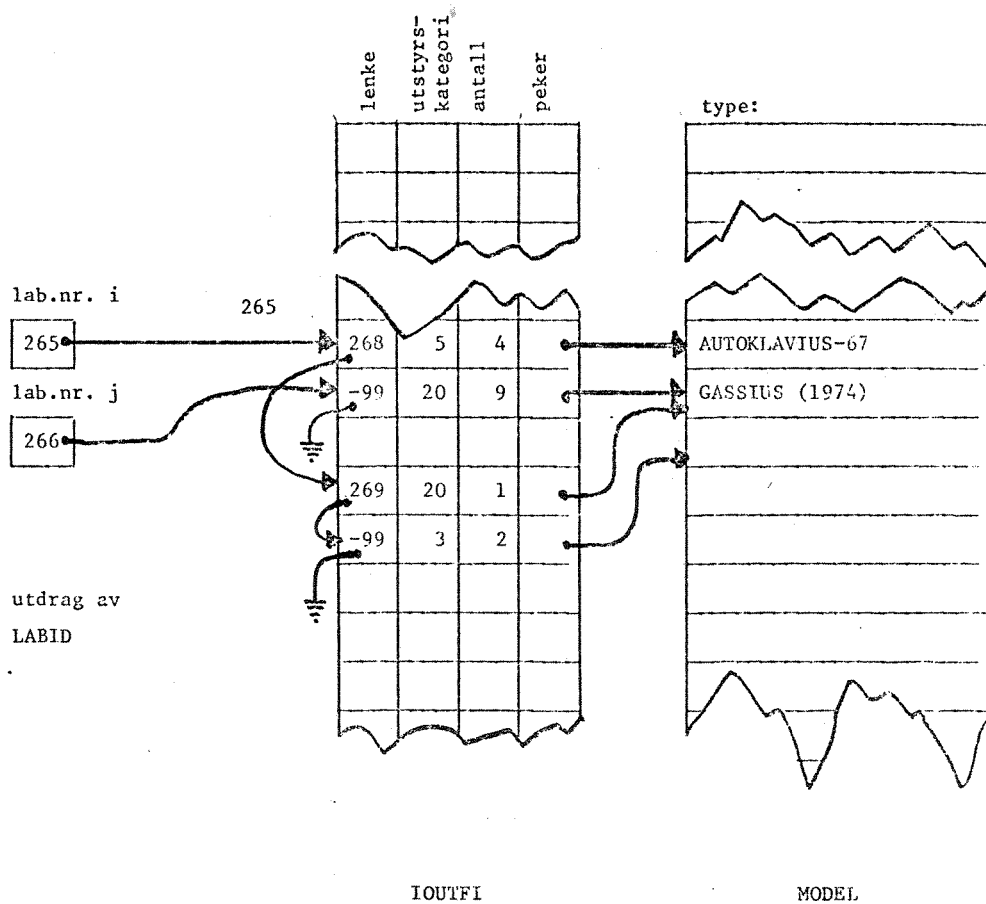 lenke
utstyrs-
kategori
antall
peker
type:
lab.nr. i
265
265
268 5 4
AUTOKLAVIUS-67
lab.nr. j
-99 20 9
GASSIUS (1974)
266
269 20 1
-99 3 2
utdrag av
LABID
IOUTFI
MODEL